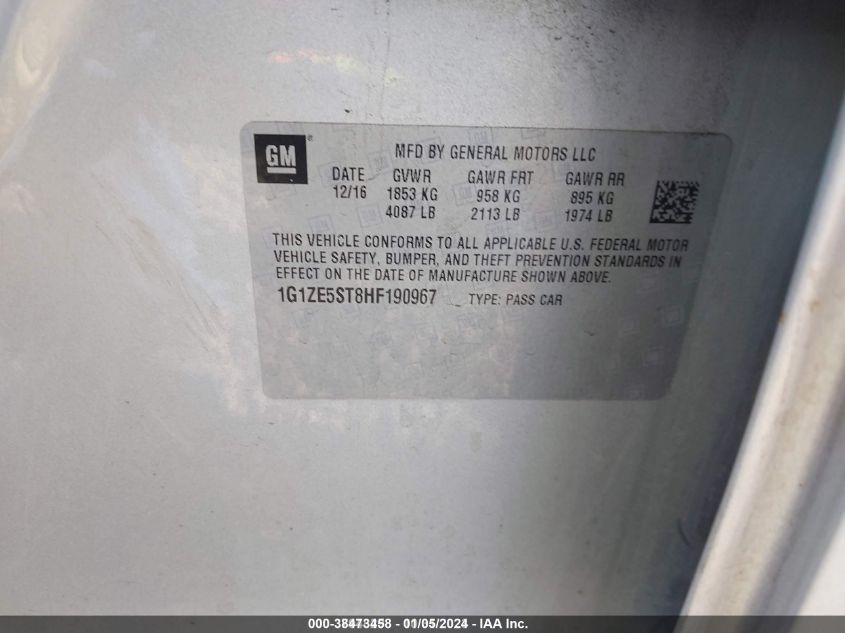 GM ® MFD BY GENERAL MOTORS LLC
DATE GVWR GAWR FRT GAWR RR
12/16 1853 KG 958 KG 895 KG
4087 LB 2113 LB 1974 LB
THIS VEHICLE CONFORMS TO ALL APPLICABLE U.S. FEDERAL MOTOR
VEHICLE SAFETY, BUMPER, AND THEFT PREVENTION STANDARDS IN
EFFECT ON THE DATE OF MANUFACTURE SHOWN ABOVE.
1G1ZE5ST8HF190967 TYPE: PASS CAR
000-38473458 - 01/05/2024 - IAA Inc.